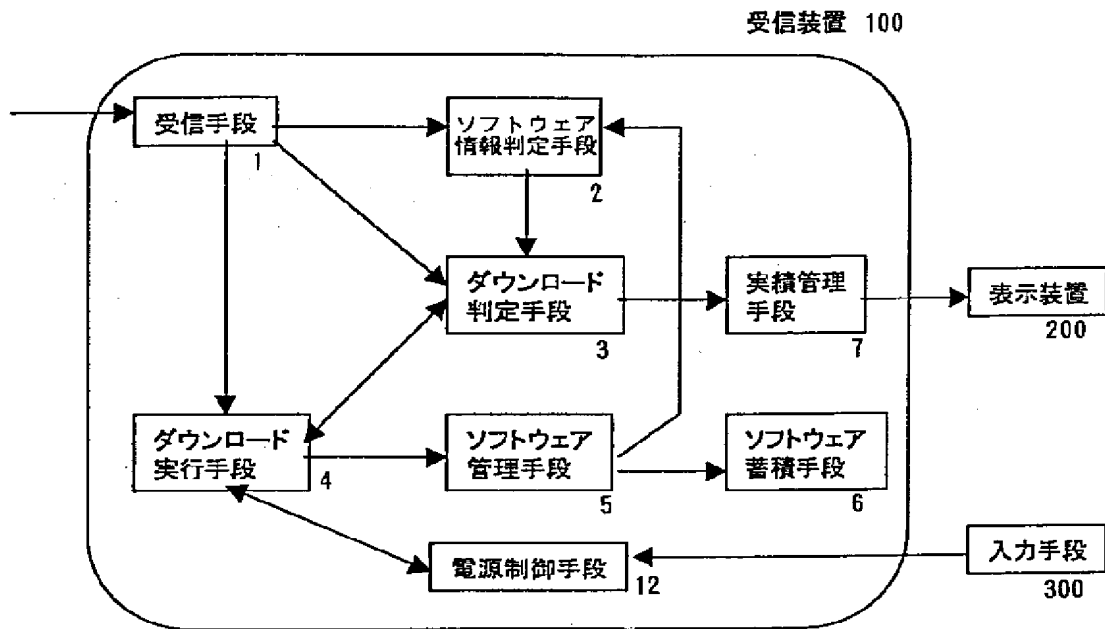 受信装置 100
受信手段
1
ソフトウェア
情報判定手段
2
ダウンロード
判定手段
3
実績管理
手段
7
表示装置
200
ダウンロード
実行手段
4
ソフトウェア
管理手段
5
ソフトウェア
蓄積手段
6
電源制御手段
12
入力手段
300